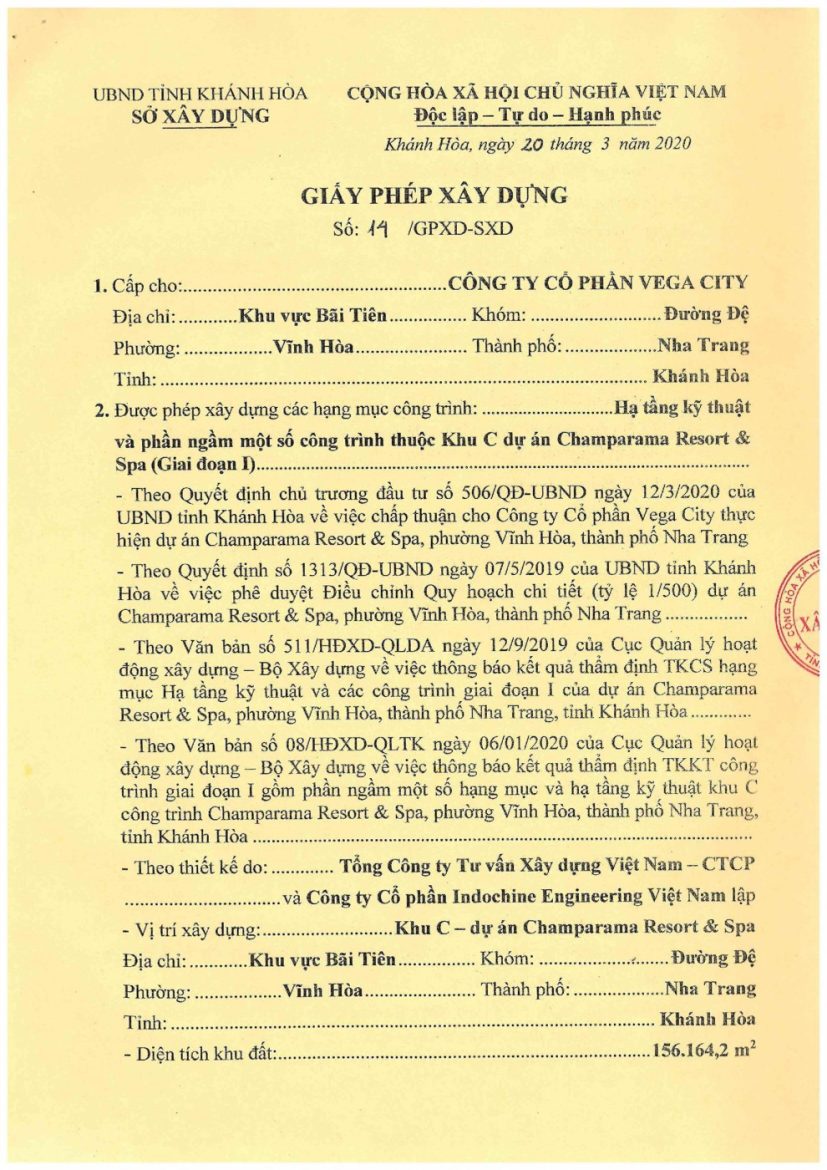 UBND TỈNH KHÁNH HÒA
SỞ XÂY DỰNG
CỘNG HÒA XÃ HỘI CHỦ NGHĨA VIỆT NAM
Độc lập – Tự do – Hạnh phúc
Khánh Hòa, ngày 20 tháng 3 năm 2020
GIẤY PHÉP XÂY DỰNG
Số: 19 /GPXD-SXD
1. Cấp cho:...............CÔNG TY CỔ PHẦN VEGA CITY
Địa chỉ:............Khu vực Bãi Tiên............... Khóm: ...............Đường Đệ
Phường: ...............Vĩnh Hòa............... Thành phố:...............Nha Trang
Tỉnh: ............... Khánh Hòa
2. Được phép xây dựng các hạng mục công trình: ...............Hạ tầng kỹ thuật
và phần ngầm một số công trình thuộc Khu C dự án Champarama Resort &
Spa (Giai đoạn I)...............
- Theo Quyết định chủ trương đầu tư số 506/QĐ-UBND ngày 12/3/2020 của
UBND tỉnh Khánh Hòa về việc chấp thuận cho Công ty Cổ phần Vega City thực
hiện dự án Champarama Resort & Spa, phường Vĩnh Hòa, thành phố Nha Trang
- Theo Quyết định số 1313/QĐ-UBND ngày 07/5/2019 của UBND tỉnh Khánh
Hòa về việc phê duyệt Điều chỉnh Quy hoạch chi tiết (tỷ lệ 1/500) dự án
Champarama Resort & Spa, phường Vĩnh Hòa, thành phố Nha Trang ...............
- Theo Văn bản số 511/HĐXD-QLDA ngày 12/9/2019 của Cục Quản lý hoạt
động xây dựng – Bộ Xây dựng về việc thông báo kết quả thẩm định TKCS hạng
mục Hạ tầng kỹ thuật và các công trình giai đoạn I của dự án Champarama
Resort & Spa, phường Vĩnh Hòa, thành phố Nha Trang, tỉnh Khánh Hòa ............
- Theo Văn bản số 08/HĐXD-QLTK ngày 06/01/2020 của Cục Quản lý hoạt
động xây dựng – Bộ Xây dựng về việc thông báo kết quả thẩm định TKKT công
trình giai đoạn I gồm phần ngầm một số hạng mục và hạ tầng kỹ thuật khu C
công trình Champarama Resort & Spa, phường Vĩnh Hòa, thành phố Nha Trang,
tỉnh Khánh Hòa ...............
- Theo thiết kế do: ............ Tổng Công ty Tư vấn Xây dựng Việt Nam – CTCP
...............và Công ty Cổ phần Indochine Engineering Việt Nam lập
- Vị trí xây dựng:...............Khu C – dự án Champarama Resort & Spa
Địa chỉ:............Khu vực Bãi Tiên............... Khóm: ...............Đường Đệ
Phường: ...............Vĩnh Hòa............... Thành phố: ...............Nha Trang
Tỉnh: ............... Khánh Hòa
- Diện tích khu đất:...............156.164,2 m²